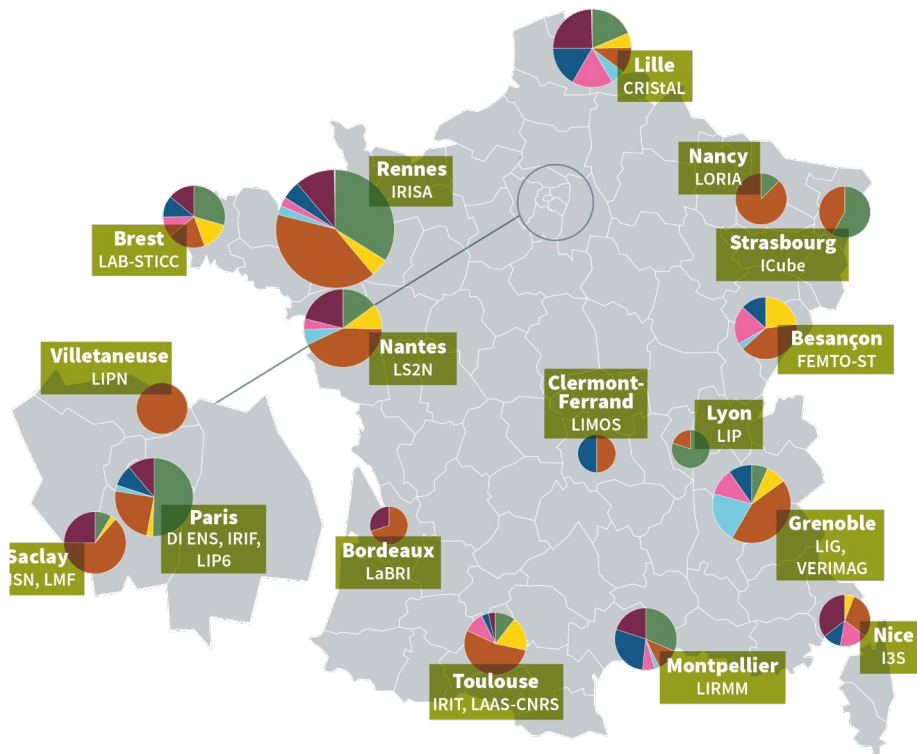 Lille
CRIStAL
Nancy
LORIA
Rennes
IRISA
Strasbourg
ICube
Brest
LAB-STICC
Besançon
FEMTO-ST
Nantes
LS2N
Villetaneuse
LIPN
Clermont-
Ferrand
LIMOS
Lyon
LIP
Paris
DI ENS, IRIF,
LIP6
Grenoble
LIG,
VERIMAG
Saclay
ISN, LMF
Bordeaux
LaBRI
Nice
I3S
Montpellier
LIRMM
Toulouse
IRIT, LAAS-CNRS